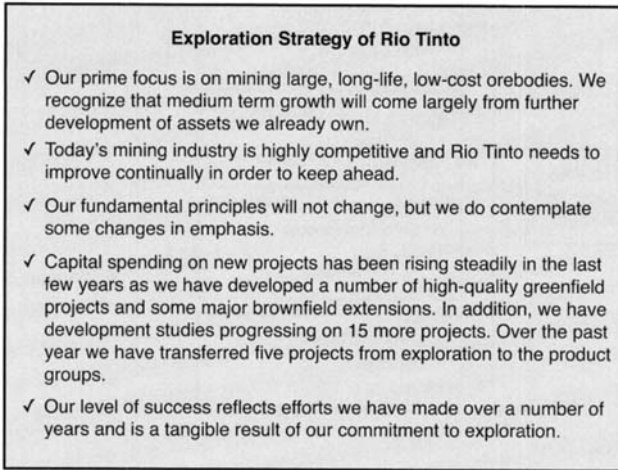 Exploration Strategy of Rio Tinto
✓ Our prime focus is on mining large, long-life, low-cost orebodies. We
recognize that medium term growth will come largely from further
development of assets we already own.
✓ Today's mining industry is highly competitive and Rio Tinto needs to
improve continually in order to keep ahead.
✓ Our fundamental principles will not change, but we do contemplate
some changes in emphasis.
✓ Capital spending on new projects has been rising steadily in the last
few years as we have developed a number of high-quality greenfield
projects and some major brownfield extensions. In addition, we have
development studies progressing on 15 more projects. Over the past
year we have transferred five projects from exploration to the product
groups.
✓ Our level of success reflects efforts we have made over a number of
years and is a tangible result of our commitment to exploration.